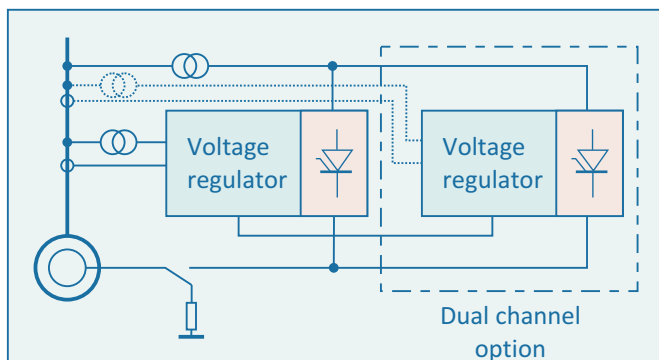 Voltage
regulator
Voltage
regulator
Dual channel
option